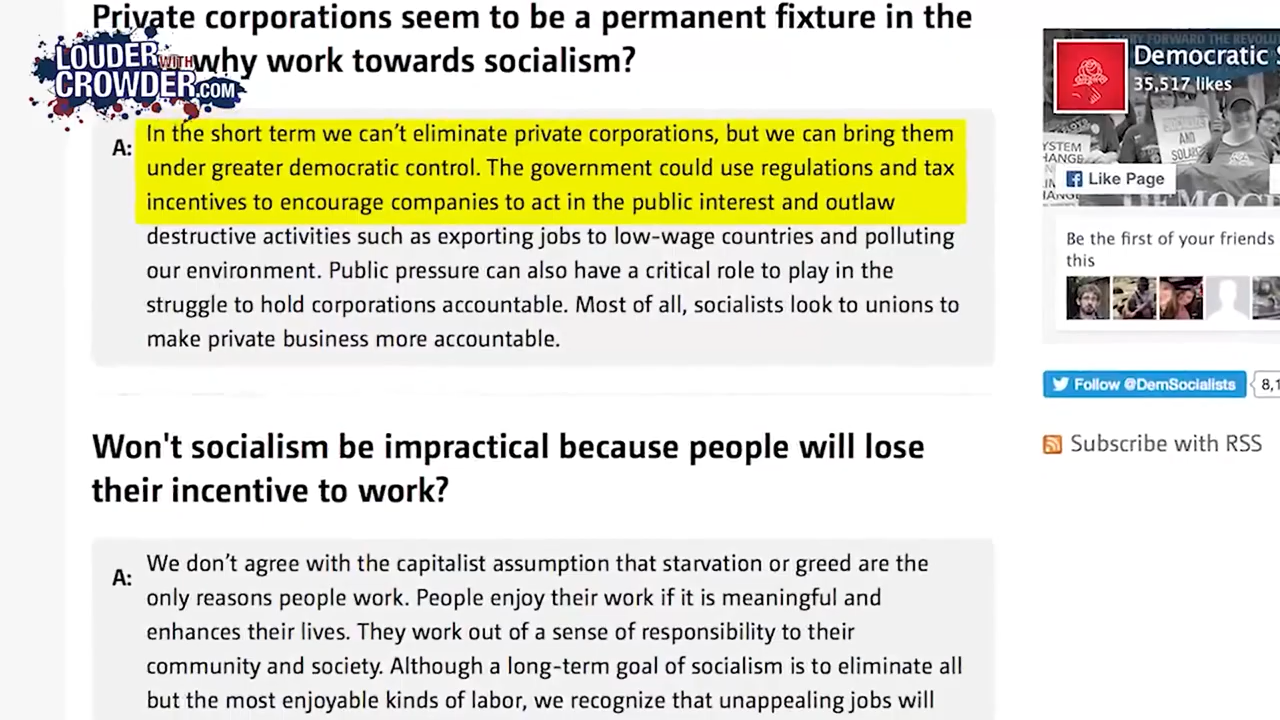 Private corporations seem to be a permanent fixture in the
why work towards socialism?
LOUDER
WITH
CROWDER.COM
A: In the short term we can't eliminate private corporations, but we can bring them
under greater democratic control. The government could use regulations and tax
incentives to encourage companies to act in the public interest and outlaw
destructive activities such as exporting jobs to low-wage countries and polluting
our environment. Public pressure can also have a critical role to play in the
struggle to hold corporations accountable. Most of all, socialists look to unions to
make private business more accountable.
Won't socialism be impractical because people will lose
their incentive to work?
A: We don't agree with the capitalist assumption that starvation or greed are the
only reasons people work. People enjoy their work if it is meaningful and
enhances their lives. They work out of a sense of responsibility to their
community and society. Although a long-term goal of socialism is to eliminate all
but the most enjoyable kinds of labor, we recognize that unappealing jobs will
Democratic
35,517 likes
Like Page
Be the first of your friends
this
Follow @DemSocialists
8,1
Subscribe with RSS